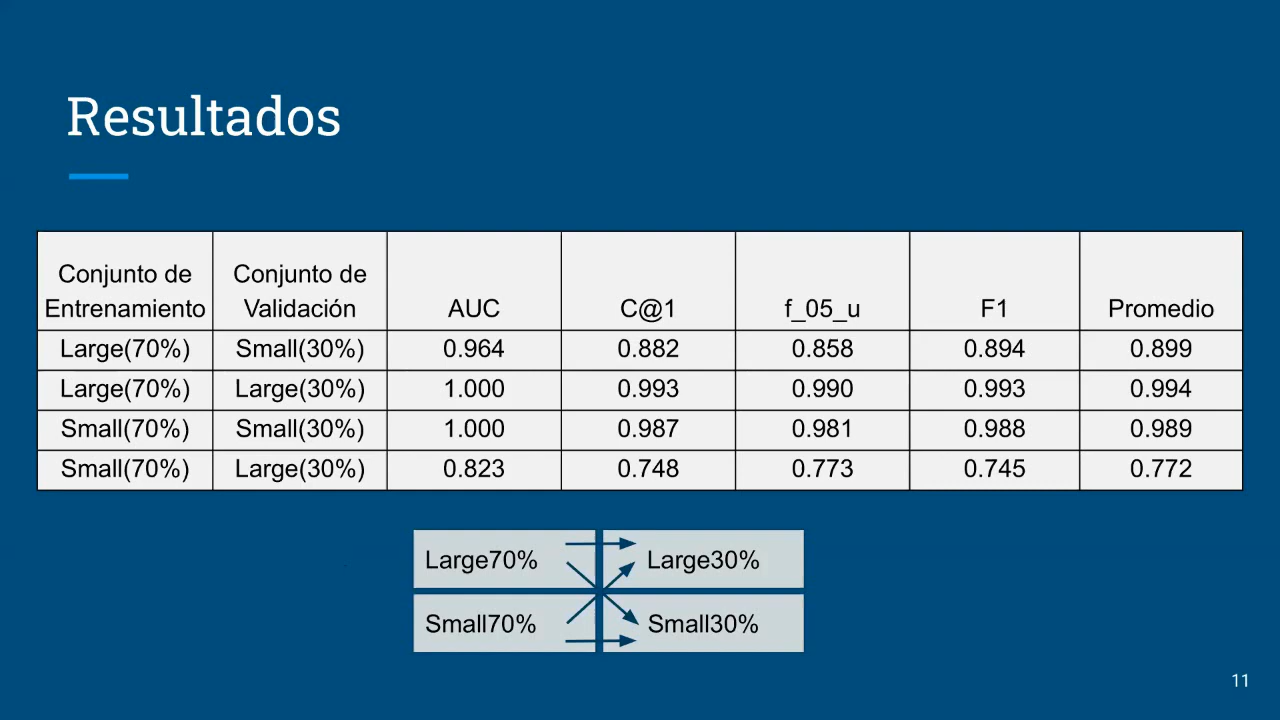 Resultados
Conjunto de Entrenamiento Conjunto de Validación AUC C@1 f_05_u F1 Promedio
Large(70%) Small(30%) 0.964 0.882 0.858 0.894 0.899
Large(70%) Large(30%) 1.000 0.993 0.990 0.993 0.994
Small(70%) Small(30%) 1.000 0.987 0.981 0.988 0.989
Small(70%) Large(30%) 0.823 0.748 0.773 0.745 0.772
Large70% Large30%
Small70% Small30%
11